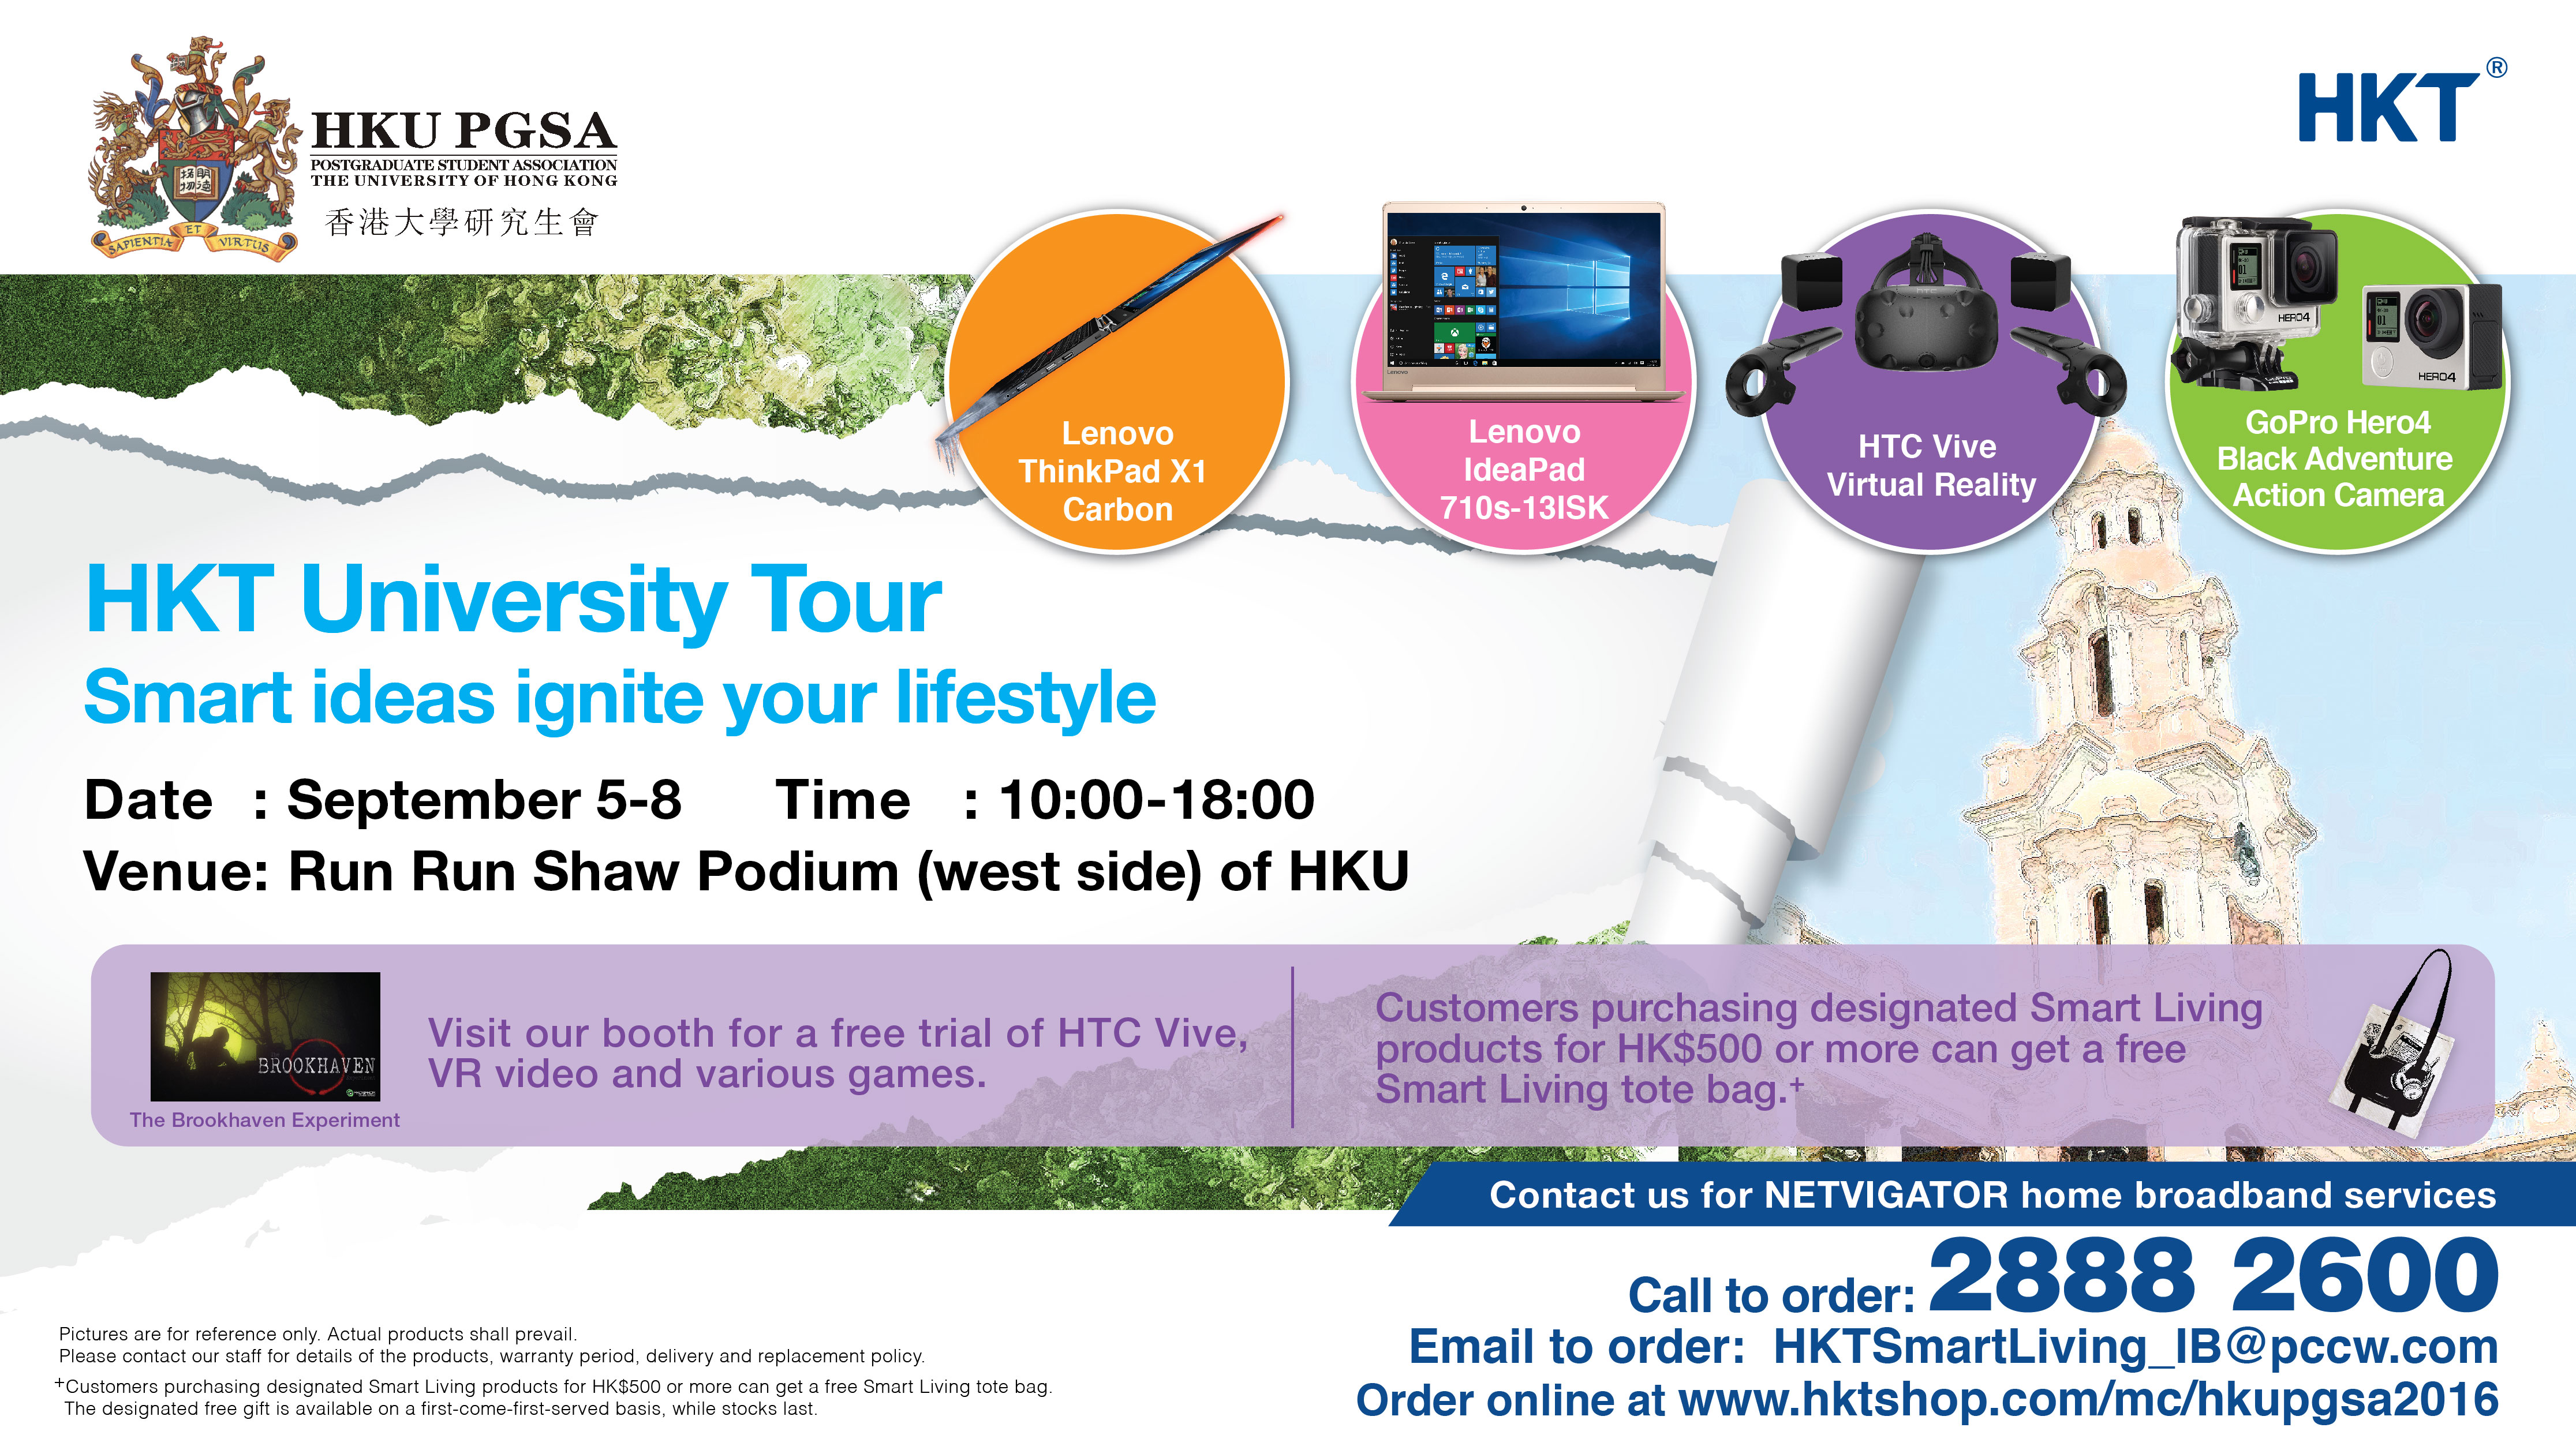 HKU PGSA
POSTGRADUATE STUDENT ASSOCIATION
THE UNIVERSITY OF HONG KONG
香港大學研究生會
SAPIENTIA ET VIRTUS
HKT®
Lenovo
ThinkPad X1
Carbon
Lenovo
IdeaPad
710s-13ISK
HTC Vive
Virtual Reality
HERO4
HERO4
GoPro Hero4
Black Adventure
Action Camera
HKT University Tour
Smart ideas ignite your lifestyle
Date : September 5-8 Time : 10:00-18:00
Venue: Run Run Shaw Podium (west side) of HKU
BROOKHAVEN
The Brookhaven Experiment
Visit our booth for a free trial of HTC Vive,
VR video and various games.
Customers purchasing designated Smart Living
products for HK$500 or more can get a free
Smart Living tote bag.+
Contact us for NETVIGATOR home broadband services
Call to order: 2888 2600
Email to order: HKTSmartLiving_IB@pccw.com
Order online at www.hktshop.com/mc/hkupgsa2016
Pictures are for reference only. Actual products shall prevail.
Please contact our staff for details of the products, warranty period, delivery and replacement policy.
+Customers purchasing designated Smart Living products for HK$500 or more can get a free Smart Living tote bag.
The designated free gift is available on a first-come-first-served basis, while stocks last.